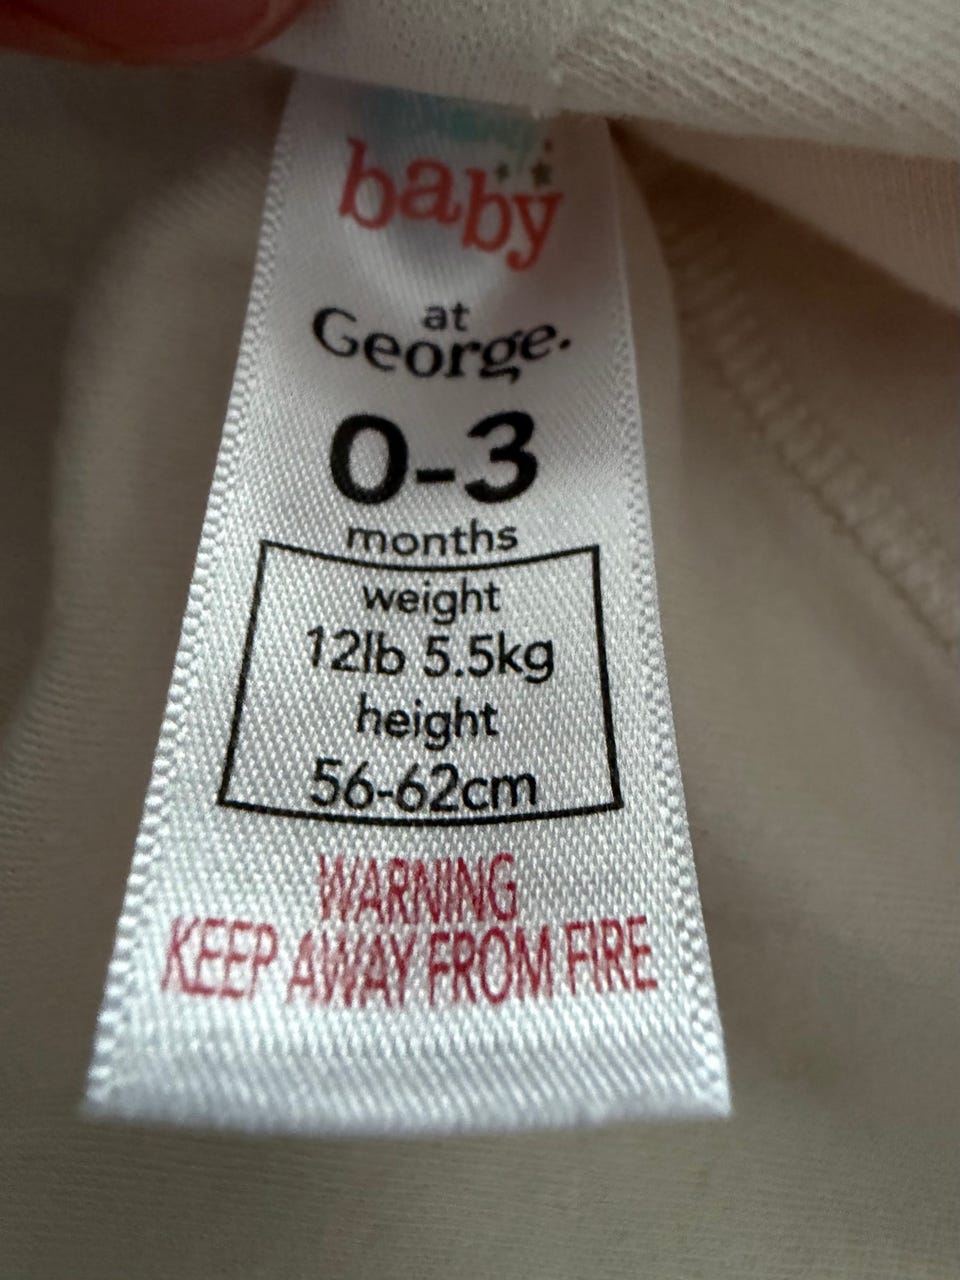 baby
at
George.
0-3
months
weight
12lb 5.5kg
height
56-62cm
WARNING
KEEP AWAY FROM FIRE